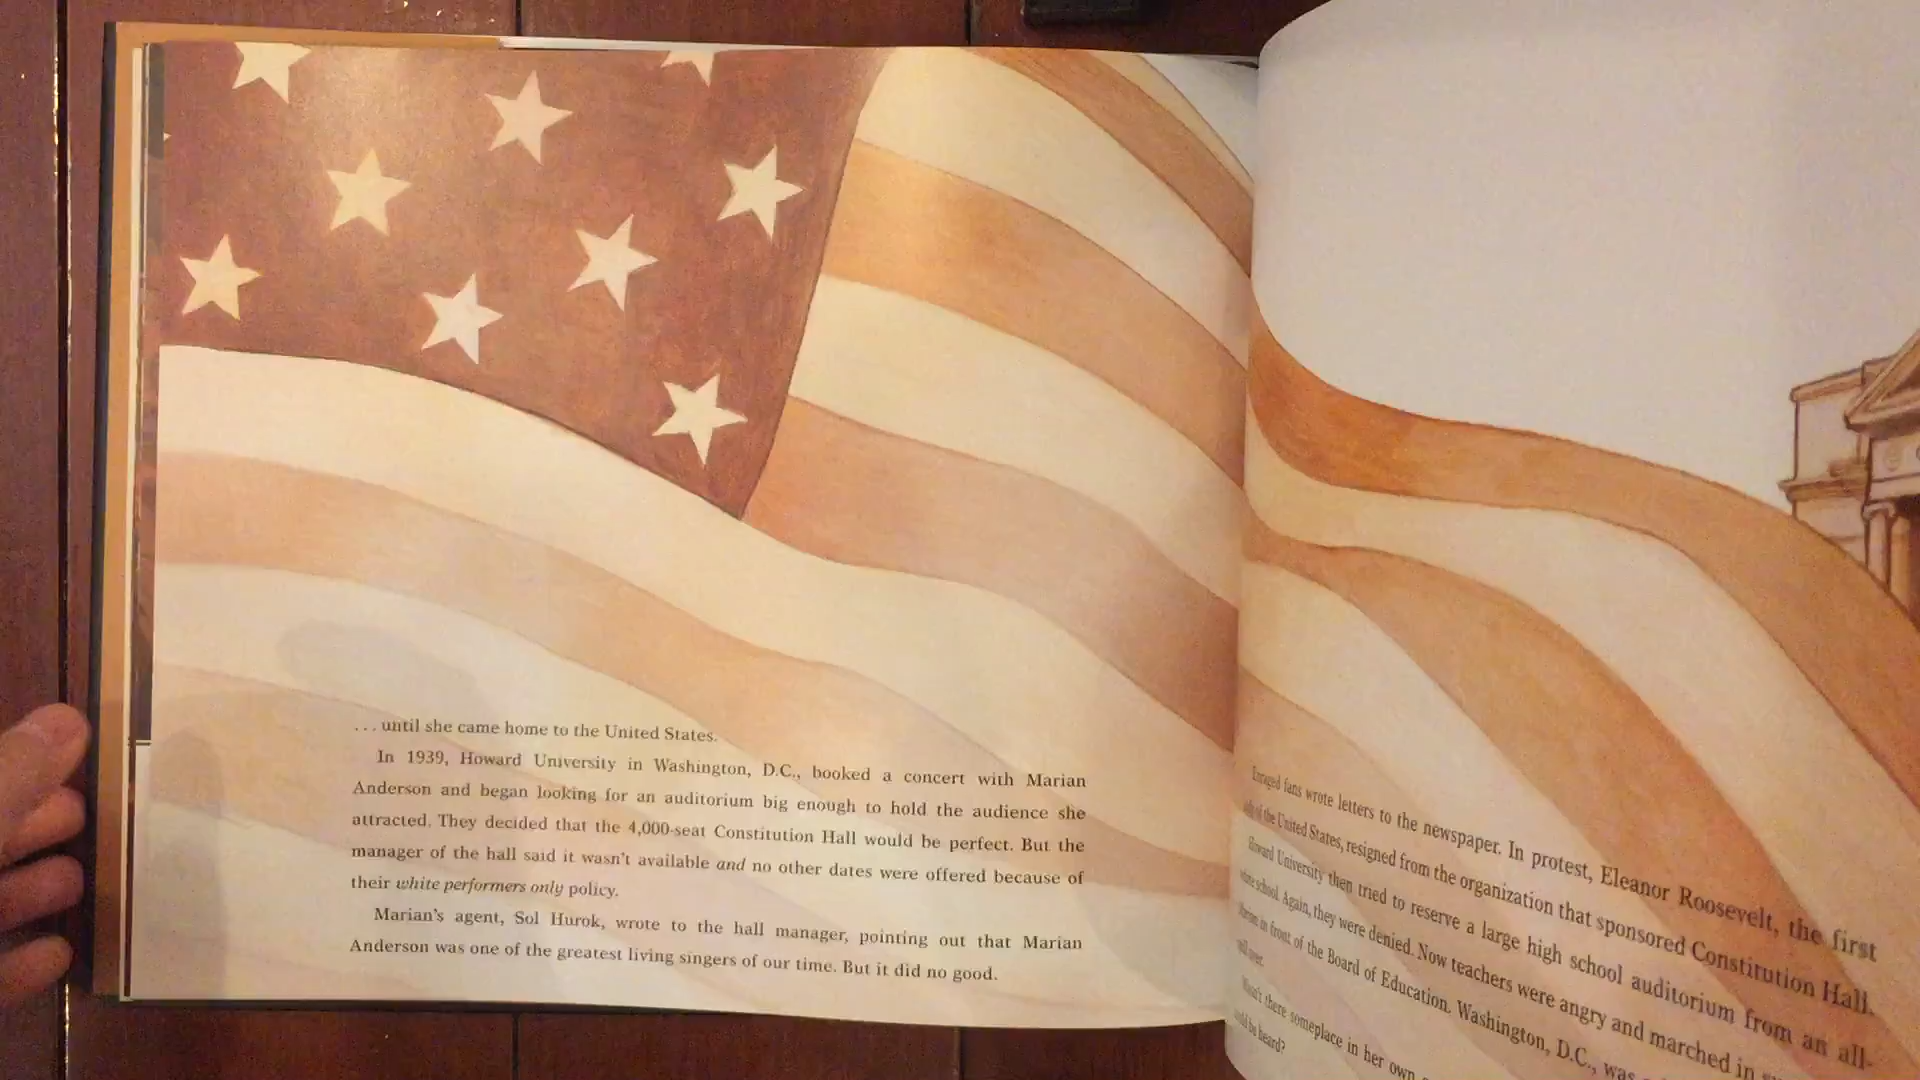 ... until she came home to the United States.
In 1939, Howard University in Washington, D.C., booked a concert with Marian
Anderson and began looking for an auditorium big enough to hold the audience she
attracted. They decided that the 4,000-seat Constitution Hall would be perfect. But the
manager of the hall said it wasn't available and no other dates were offered because of
their white performers only policy.
Marian's agent, Sol Hurok, wrote to the hall manager, pointing out that Marian
Anderson was one of the greatest living singers of our time. But it did no good.
Enraged fans wrote letters to the newspaper. In protest, Eleanor Roosevelt, the first
of the United States, resigned from the organization that sponsored Constitution Hall.
Howard University then tried to reserve a large high school auditorium from an all-
school. Again, they were denied. Now teachers were angry and marched in
in front of the Board of Education. Washington, D.C., was
Wasn't there someplace in her own
be heard?